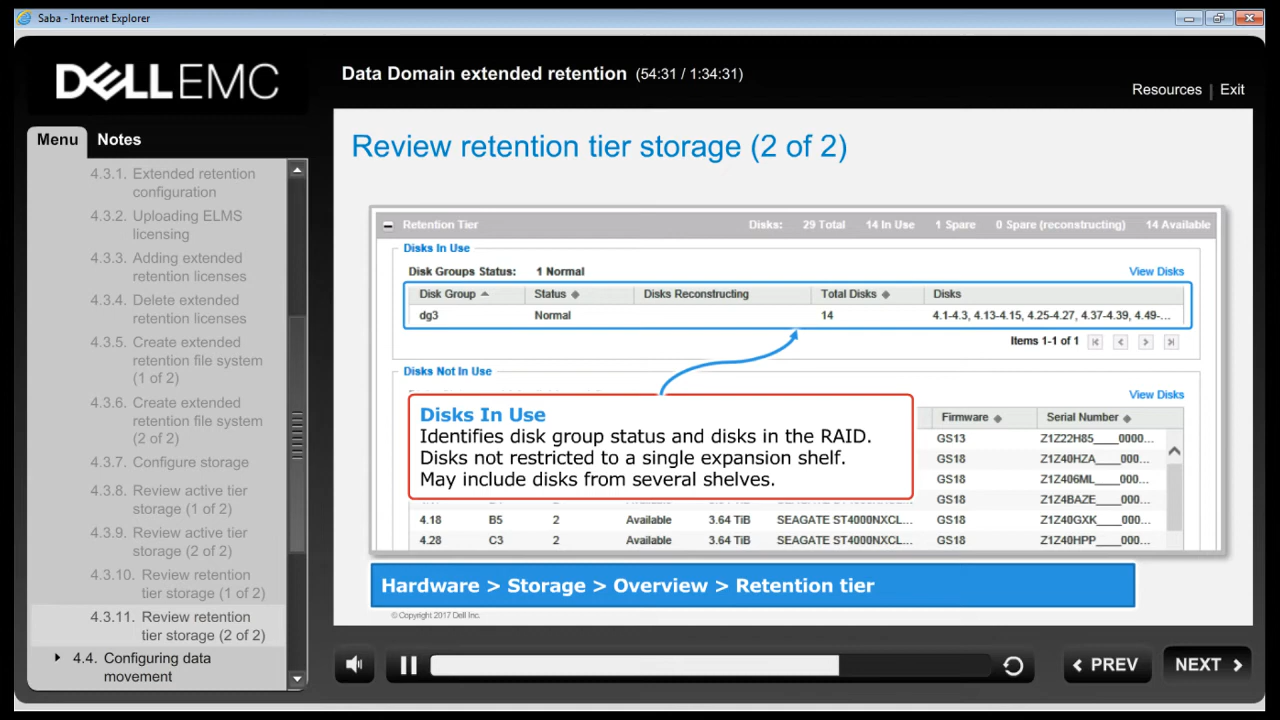 Saba - Internet Explorer
DELLEMC
Data Domain extended retention (54:31 / 1:34:31)
Resources | Exit
Menu Notes
4.3.1. Extended retention
configuration
4.3.2. Uploading ELMS
licensing
4.3.3. Adding extended
retention licenses
4.3.4. Delete extended
retention licenses
4.3.5. Create extended
retention file system
(1 of 2)
4.3.6. Create extended
retention file system
(2 of 2)
4.3.7. Configure storage
4.3.8. Review active tier
storage (1 of 2)
4.3.9. Review active tier
storage (2 of 2)
4.3.10. Review retention
tier storage (1 of 2)
4.3.11. Review retention
tier storage (2 of 2)
4.4. Configuring data
movement
Review retention tier storage (2 of 2)
Retention Tier Disks: 29 Total 14 In Use 1 Spare 0 Spare (reconstructing) 14 Available
Disks In Use
Disk Groups Status: 1 Normal View Disks
Disk Group Status Disks Reconstructing Total Disks Disks
dg3 Normal 14 4.1-4.3, 4.13-4.15, 4.25-4.27, 4.37-4.39, 4.49-...
Items 1-1 of 1
Disks Not In Use
View Disks
Firmware Serial Number
GS13 Z1Z22H85____0000...
GS18 Z1Z40HZA____000...
GS18 Z1Z406ML____000...
GS18 Z1Z4BAZE____000...
4.18 B5 2 Available 3.64 TiB SEAGATE ST4000NXCL... GS18 Z1Z40GXK____000...
4.28 C3 2 Available 3.64 TiB SEAGATE ST4000NXCL... GS18 Z1Z40HPP____000...
Disks In Use
Identifies disk group status and disks in the RAID.
Disks not restricted to a single expansion shelf.
May include disks from several shelves.
Hardware > Storage > Overview > Retention tier
© Copyright 2017 Dell Inc.
PREV NEXT